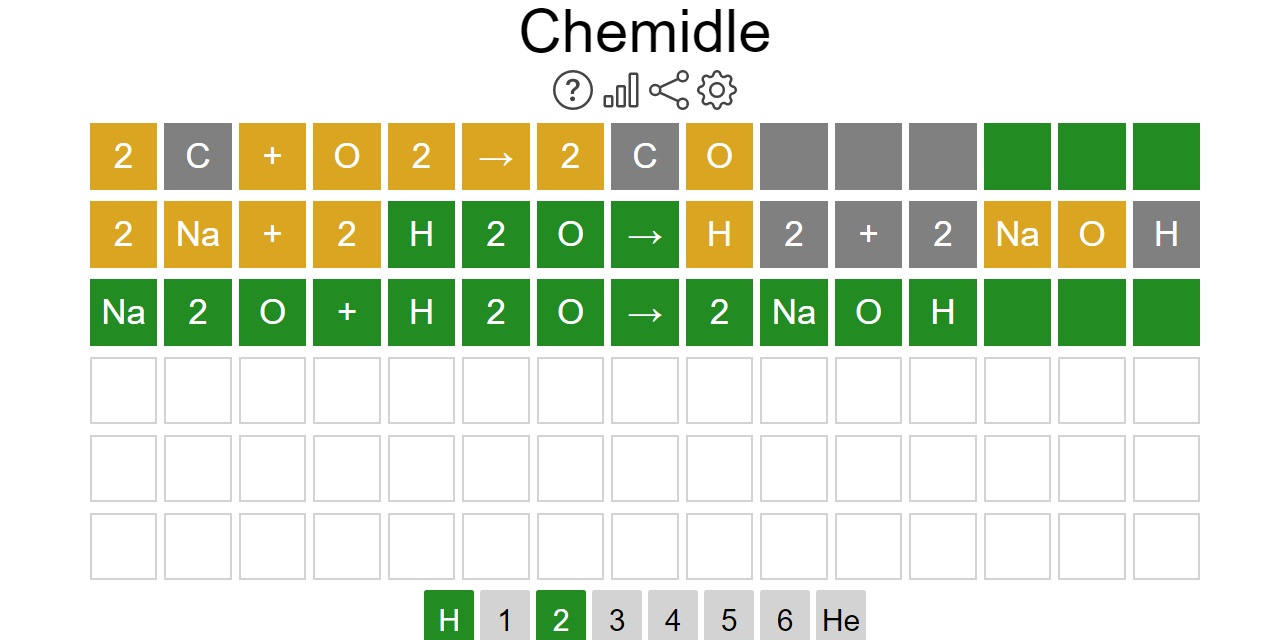 Chemidle
?
2 C + O 2 → 2 C O
2 Na + 2 H 2 O → H 2 + 2 Na O H
Na 2 O + H 2 O → 2 Na O H
H 1 2 3 4 5 6 He